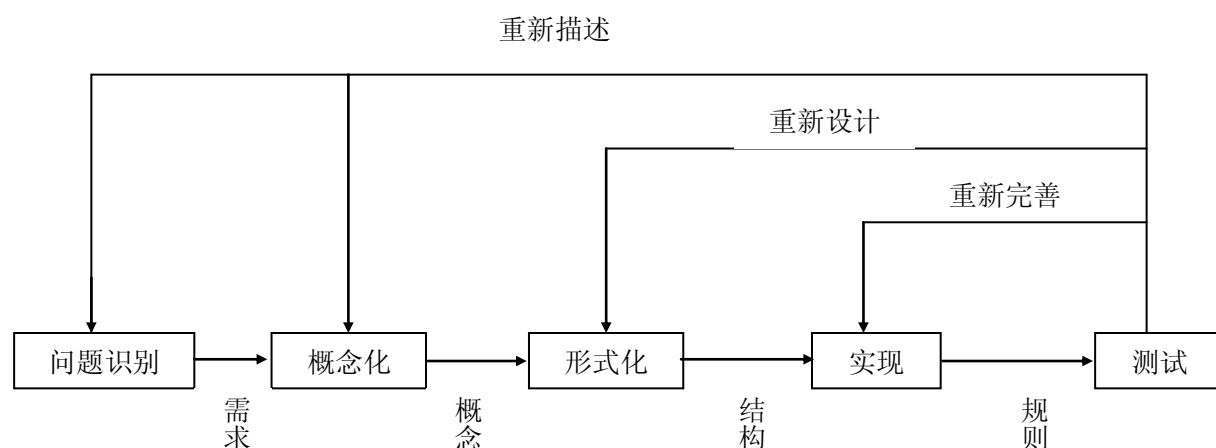 重新描述
重新设计
重新完善
问题识别
概念化
形式化
实现
测试
需求
概念
结构
规则